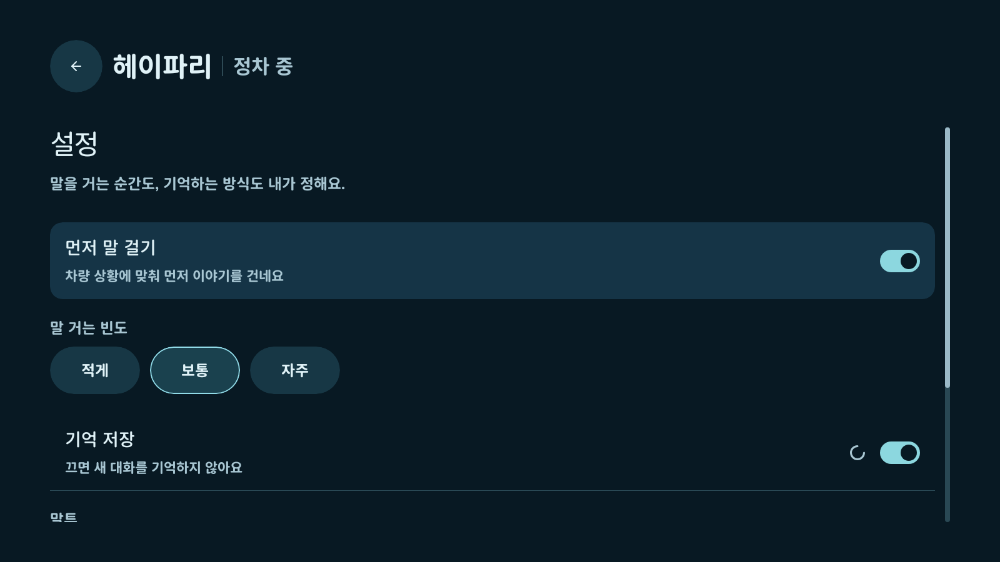 헤이파리
정차 중
설정
말을 거는 순간도, 기억하는 방식도 내가 정해요.
먼저 말 걸기
차량 상황에 맞춰 먼저 이야기를 건네요
말 거는 빈도
적게
보통
자주
기억 저장
끄면 새 대화를 기억하지 않아요